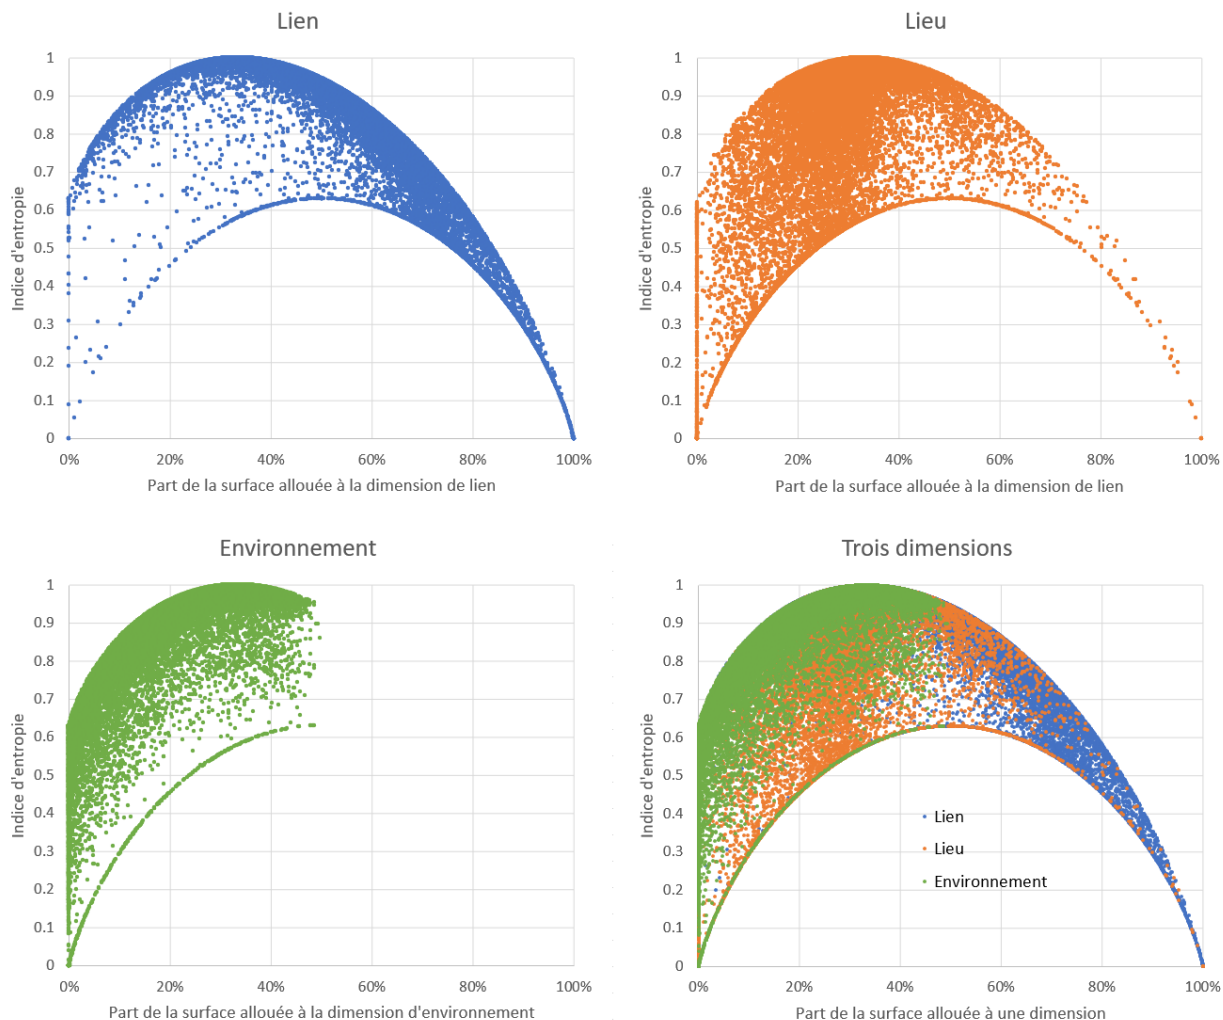 Lien
1
0.9
0.8
0.7
0.6
0.5
0.4
0.3
0.2
0.1
0
Indice d'entropie
0% 20% 40% 60% 80% 100%
Part de la surface allouée à la dimension de lien
Lieu
1
0.9
0.8
0.7
0.6
0.5
0.4
0.3
0.2
0.1
0
Indice d'entropie
0% 20% 40% 60% 80% 100%
Part de la surface allouée à la dimension de lien
Environnement
1
0.9
0.8
0.7
0.6
0.5
0.4
0.3
0.2
0.1
0
Indice d'entropie
0% 20% 40% 60% 80% 100%
Part de la surface allouée à la dimension d'environnement
Trois dimensions
1
0.9
0.8
0.7
0.6
0.5
0.4
0.3
0.2
0.1
0
Indice d'entropie
Lien
Lieu
Environnement
0% 20% 40% 60% 80% 100%
Part de la surface allouée à une dimension